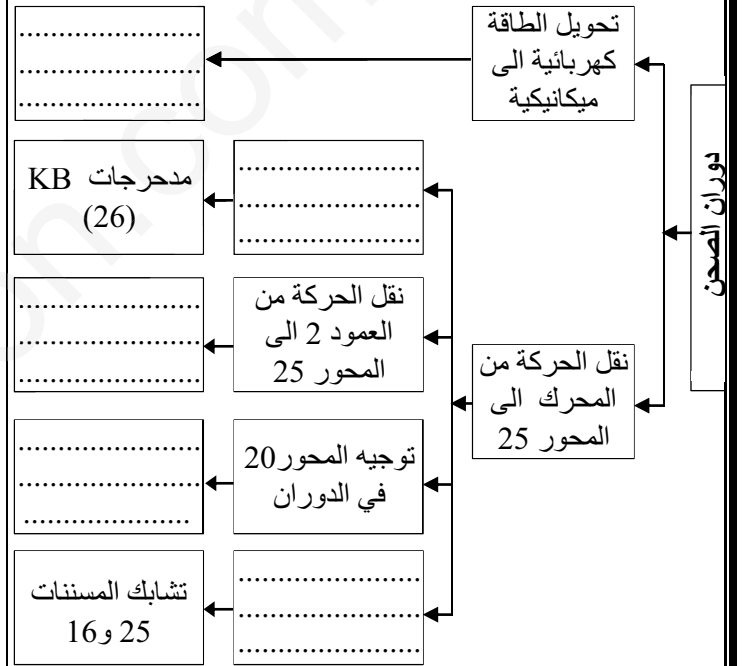 دوران الصحن
تحويل الطاقة
كهربائية الى
ميكانيكية
.........................
.........................
.........................
نقل الحركة من
المحرك الى
المحور 25
.........................
.........................
.........................
مدحرجات KB
(26)
نقل الحركة من
العمود 2 الى
المحور 25
.........................
.........................
.........................
توجيه المحور20
في الدوران
.........................
.........................
.......................
.........................
.........................
.........................
تشابك المسننات
25 و16